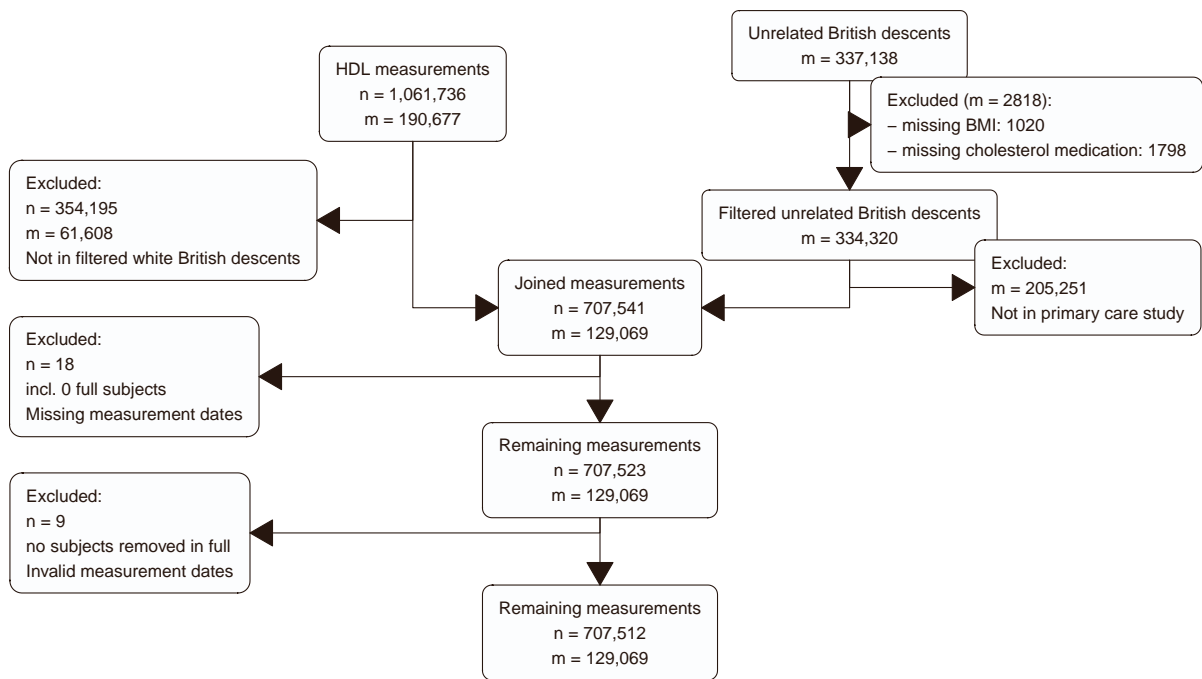 Unrelated British descents
m = 337,138
HDL measurements
n = 1,061,736
m = 190,677
Excluded (m = 2818):
– missing BMI: 1020
– missing cholesterol medication: 1798
Excluded:
n = 354,195
m = 61,608
Not in filtered white British descents
Filtered unrelated British descents
m = 334,320
Excluded:
m = 205,251
Not in primary care study
Joined measurements
n = 707,541
m = 129,069
Excluded:
n = 18
incl. 0 full subjects
Missing measurement dates
Remaining measurements
n = 707,523
m = 129,069
Excluded:
n = 9
no subjects removed in full
Invalid measurement dates
Remaining measurements
n = 707,512
m = 129,069